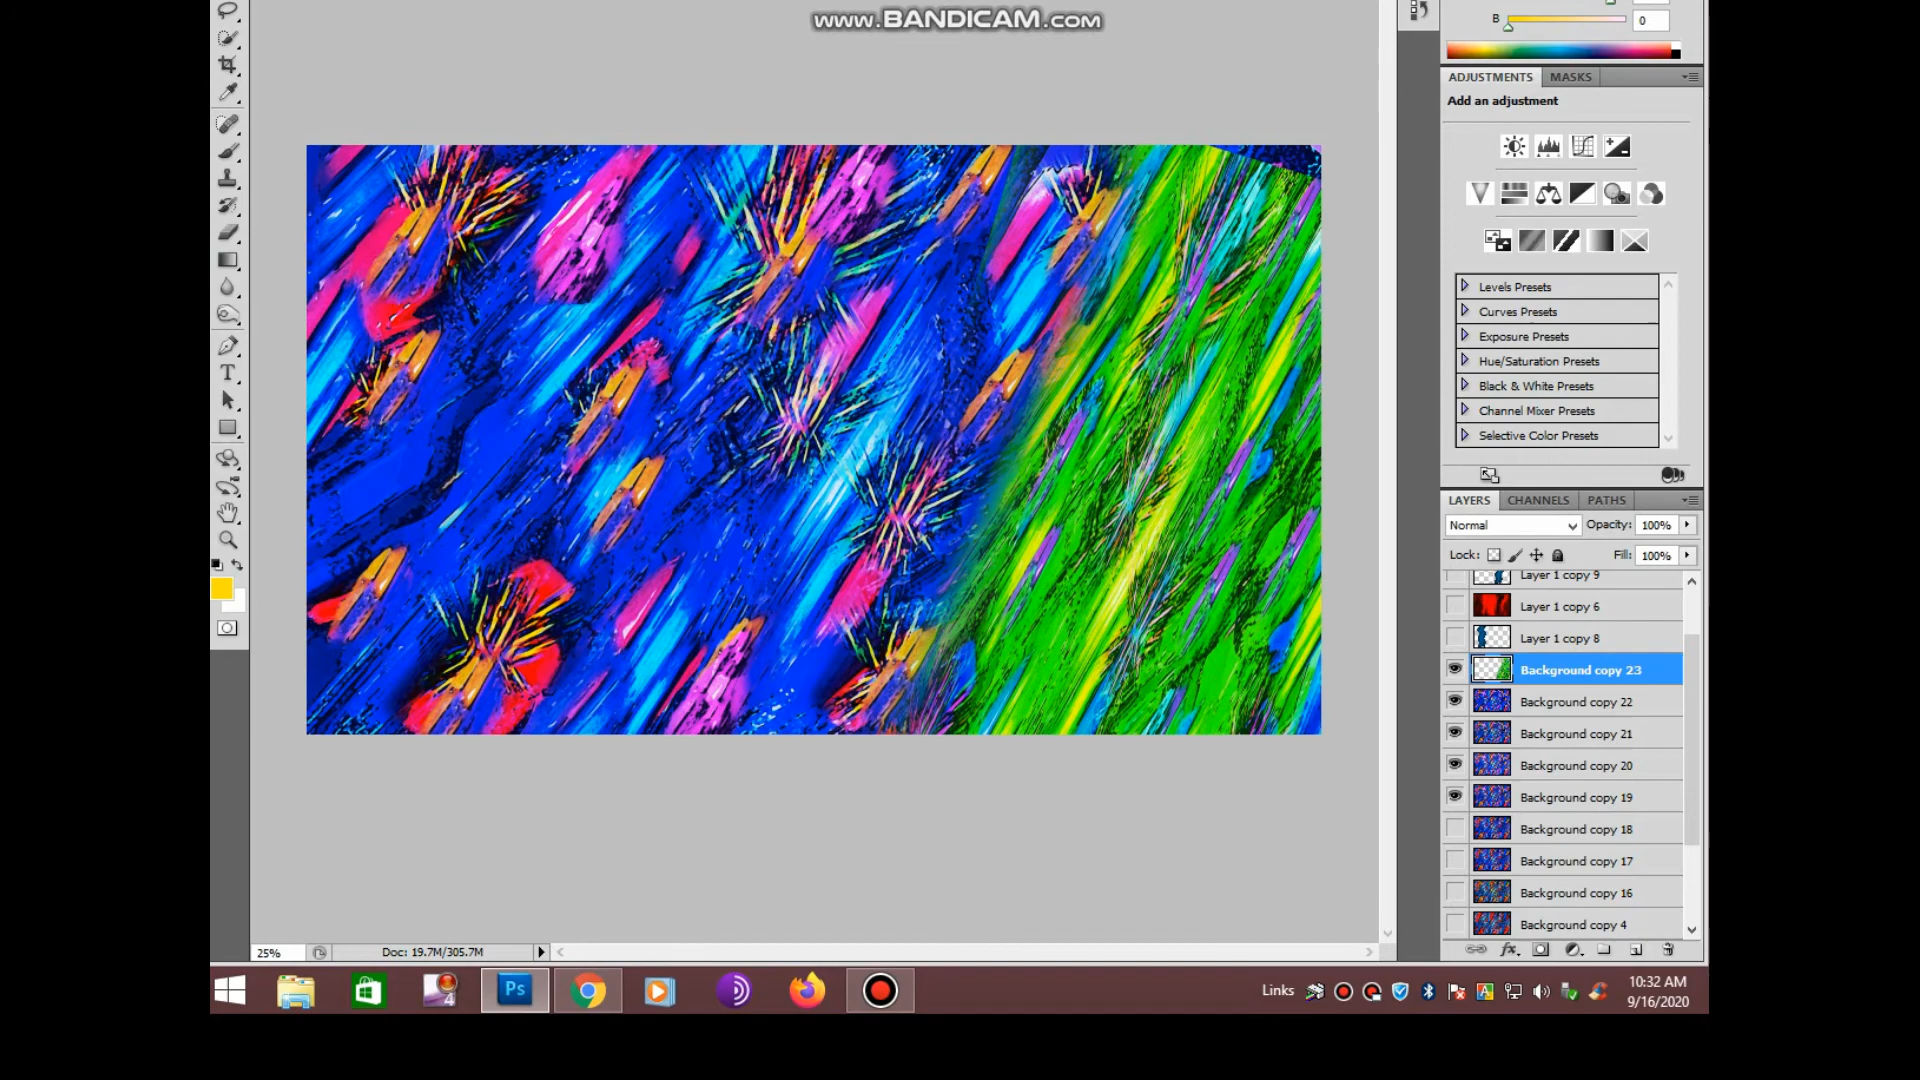 www.BANDICAM.com
B
0
ADJUSTMENTS MASKS
Add an adjustment
Levels Presets
Curves Presets
Exposure Presets
Hue/Saturation Presets
Black & White Presets
Channel Mixer Presets
Selective Color Presets
LAYERS CHANNELS PATHS
Normal Opacity: 100%
Lock: Fill: 100%
Layer 1 copy 9
Layer 1 copy 6
Layer 1 copy 8
Background copy 23
Background copy 22
Background copy 21
Background copy 20
Background copy 19
Background copy 18
Background copy 17
Background copy 16
Background copy 4
fx
T
25% Doc: 19.7M/305.7M
4
Ps
Links
A
10:32 AM
9/16/2020